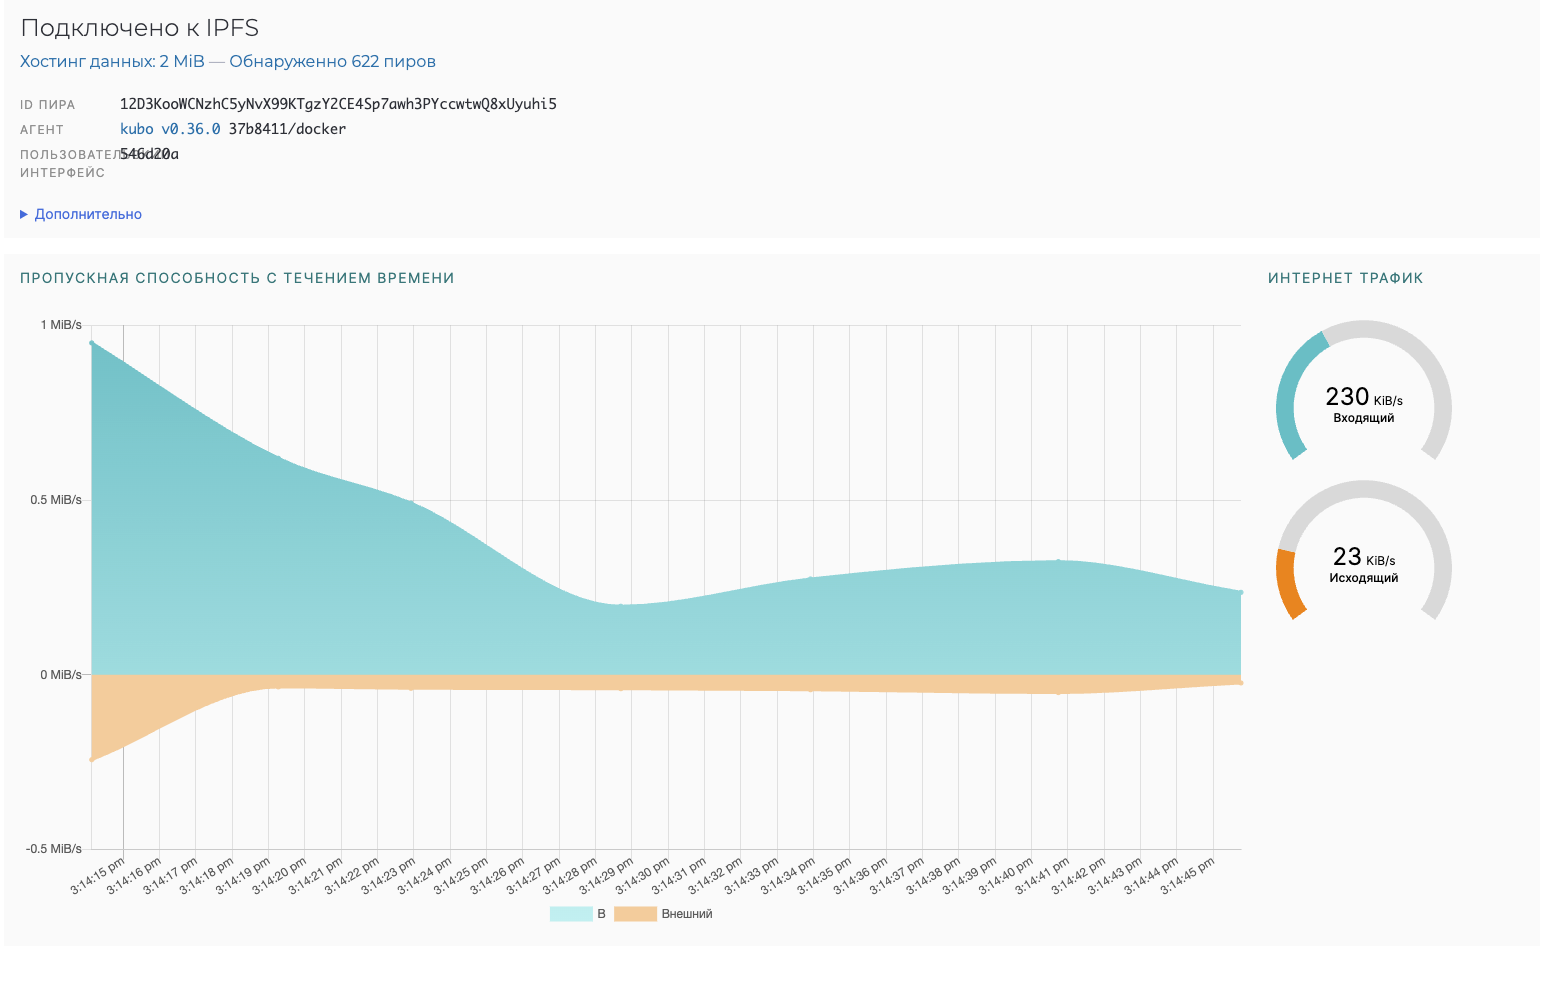 Подключено к IPFS
Хостинг данных: 2 MiB — Обнаруженно 622 пиров
ID ПИРА 12D3KooWCNzhC5yNvX99KTgzY2CE4Sp7awh3PYccwtwQ8xUyuhi5
АГЕНТ kubo v0.36.0 37b8411/docker
546d20a
ИНТЕРФЕЙС
Дополнительно
ПРОПУСКНАЯ СПОСОБНОСТЬ С ТЕЧЕНИЕМ ВРЕМЕНИ
1 MiB/s
0.5 MiB/s
0 MiB/s
-0.5 MiB/s
3:14:15 pm
3:14:16 pm
3:14:17 pm
3:14:18 pm
3:14:19 pm
3:14:20 pm
3:14:21 pm
3:14:22 pm
3:14:23 pm
3:14:24 pm
3:14:25 pm
3:14:26 pm
3:14:27 pm
3:14:28 pm
3:14:29 pm
3:14:30 pm
3:14:31 pm
3:14:32 pm
3:14:33 pm
3:14:34 pm
3:14:35 pm
3:14:36 pm
3:14:37 pm
3:14:38 pm
3:14:39 pm
3:14:40 pm
3:14:41 pm
3:14:42 pm
3:14:43 pm
3:14:44 pm
3:14:45 pm
В Внешний
ИНТЕРНЕТ ТРАФИК
230 KiB/s
Входящий
23 KiB/s
Исходящий